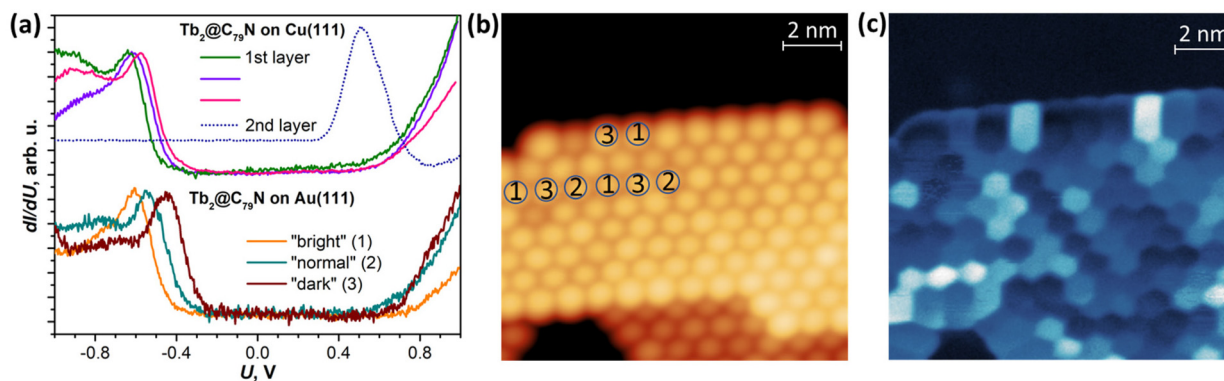 (a)
Tb₂@C₇₉N on Cu(111)
1st layer
2nd layer
Tb₂@C₇₉N on Au(111)
"bright" (1)
"normal" (2)
"dark" (3)
dI/dU, arb. u.
-0.8 -0.4 0.0 0.4 0.8
U, V
(b)
2 nm
3 1
1 3 2 1 3 2
(c)
2 nm